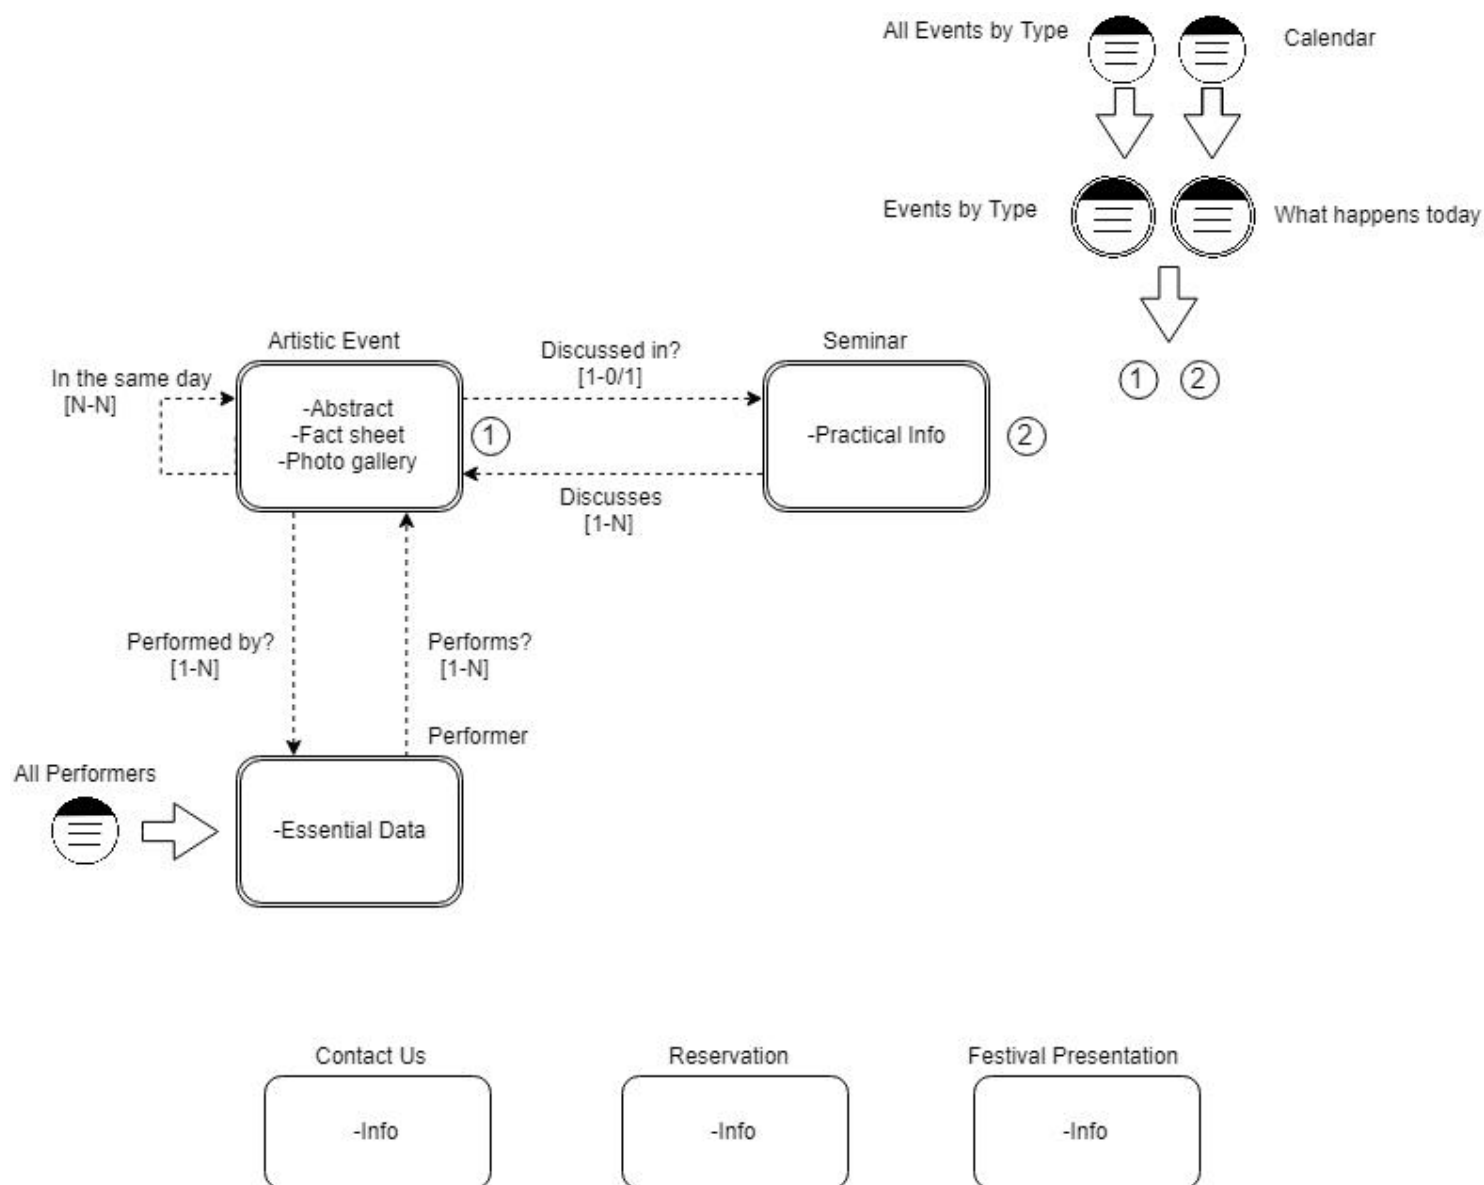 All Events by Type
Calendar
Events by Type
What happens today
1 2
Artistic Event
Discussed in?
[1-0/1]
Seminar
In the same day
[N-N]
-Abstract
-Fact sheet
-Photo gallery
1
-Practical Info
2
Discusses
[1-N]
Performed by?
[1-N]
Performs?
[1-N]
Performer
All Performers
-Essential Data
Contact Us
Reservation
Festival Presentation
-Info
-Info
-Info